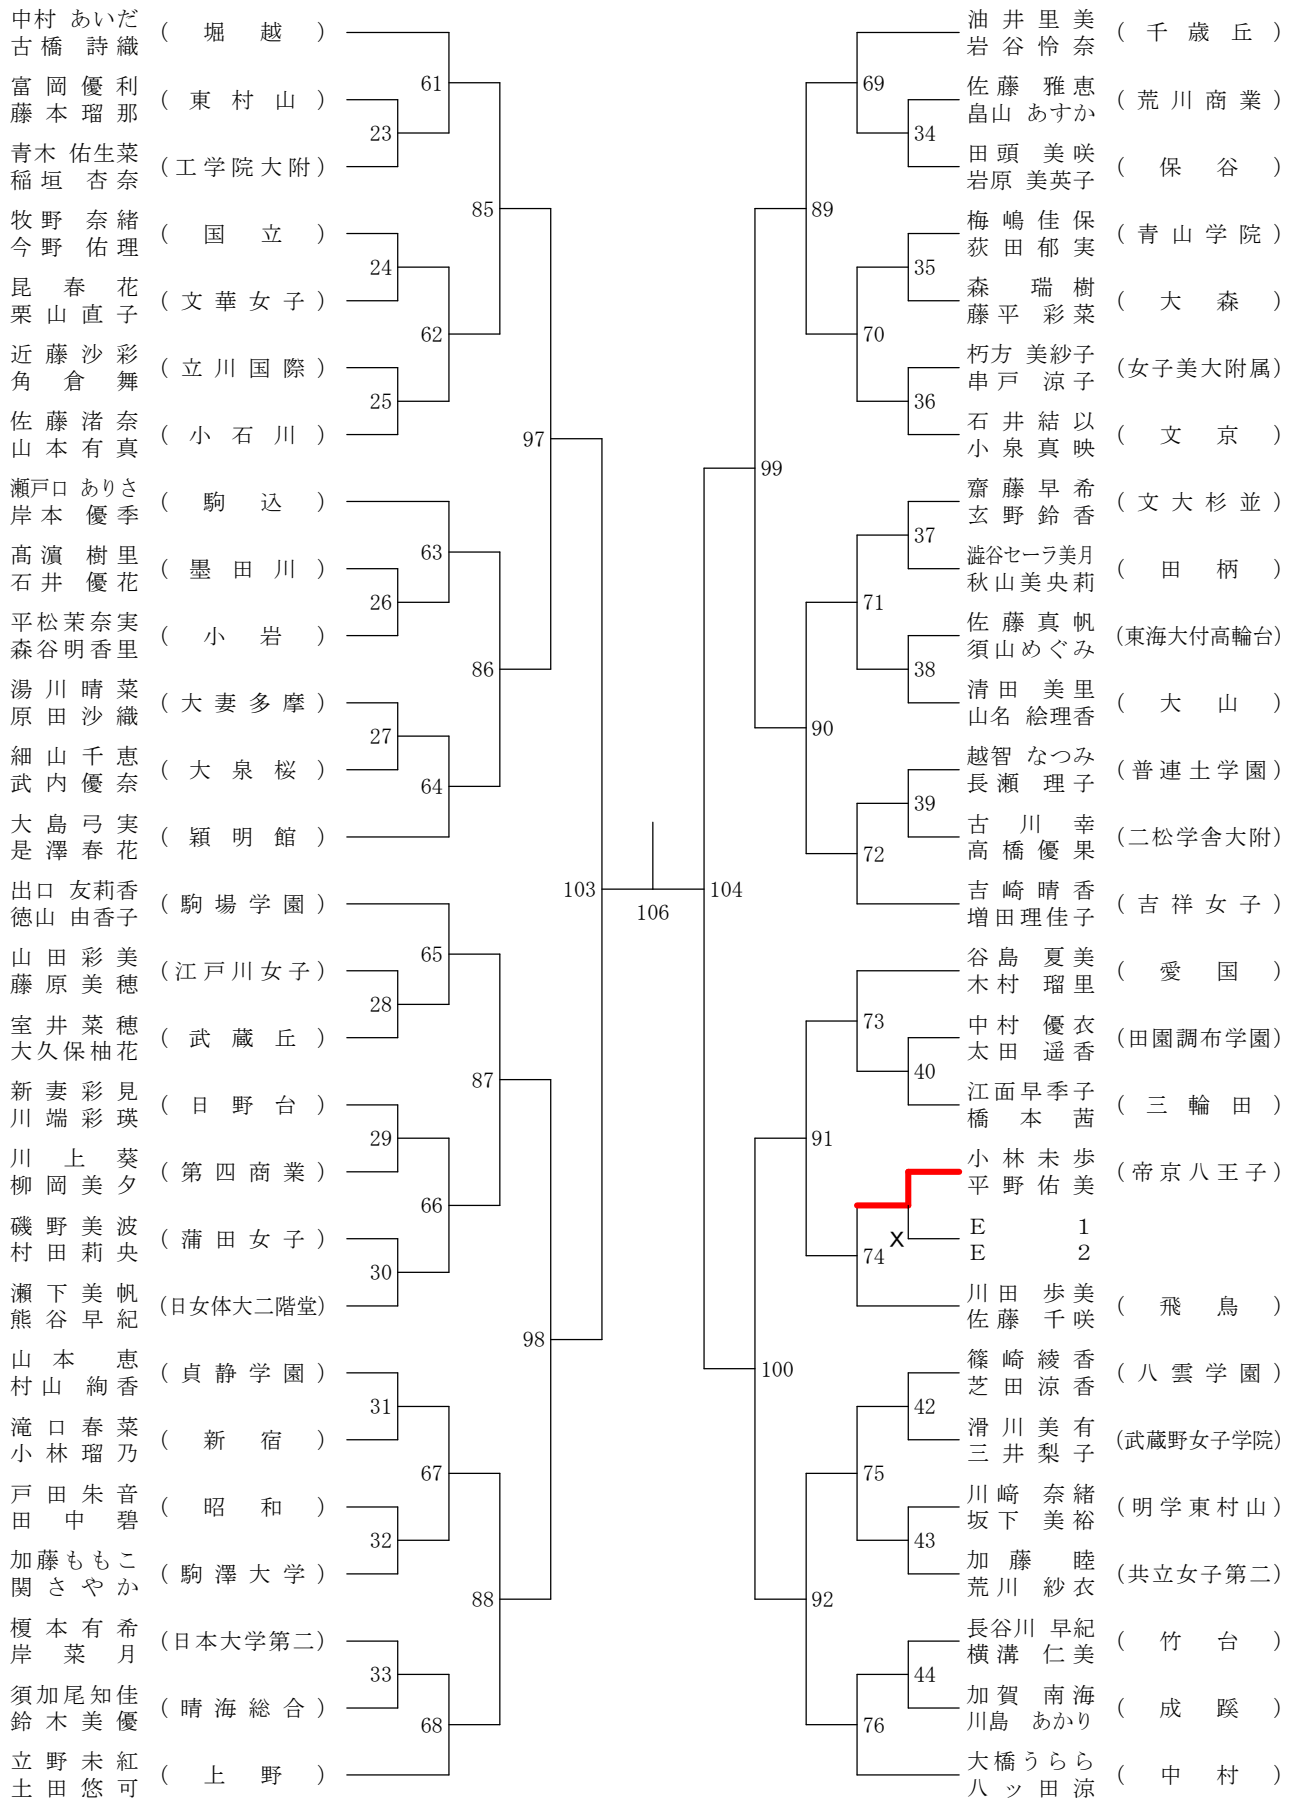 中村 あいだ
古橋 詩織
( 堀 越 )
富岡優利
藤本瑠那
( 東 村 山 )
青木 佑生菜
稲垣 杏奈
(工学院大附)
牧野 奈緒
今野 佑理
( 国 立 )
昆 春 花
栗山直子
( 文 華 女 子 )
近藤沙彩
角 倉 舞
( 立 川 国 際 )
佐藤渚奈
山本有真
( 小 石 川 )
瀬戸口 ありさ
岸本 優季
( 駒 込 )
髙濵 樹里
石井 優花
( 墨 田 川 )
平松茉奈実
森谷明香里
( 小 岩 )
湯川晴菜
原田沙織
( 大 妻 多 摩 )
細山千恵
武内優奈
( 大 泉 桜 )
大島弓実
是澤春花
( 穎 明 館 )
出口 友莉香
徳山 由香子
( 駒 場 学 園 )
山田彩美
藤原美穂
(江戸川女子)
室井菜穂
大久保柚花
( 武 蔵 丘 )
新妻彩見
川端彩瑛
( 日 野 台 )
川 上 葵
柳岡美夕
( 第 四 商 業 )
磯野美波
村田莉央
( 蒲 田 女 子 )
瀬下美帆
熊谷早紀
(日女体大二階堂)
山本 恵
村山 絢香
( 貞 静 学 園 )
滝口春菜
小林瑠乃
( 新 宿 )
戸田朱音
田 中 碧
( 昭 和 )
加藤ももこ
関さやか
( 駒 澤 大 学 )
榎本有希
岸 菜 月
(日本大学第二)
須加尾知佳
鈴木美優
( 晴 海 総 合 )
立野未紅
土田悠可
( 上 野 )
61
23
85
24
62
25
97
63
26
86
27
64
103
65
28
87
29
66
30
98
31
67
32
88
33
68
106
104
69
34
89
35
70
36
99
37
71
38
90
39
72
73
40
91
74
x
100
42
75
43
92
44
76
油井里美
岩谷怜奈
( 千 歳 丘 )
佐藤 雅恵
畠山 あすか
( 荒 川 商 業 )
田頭 美咲
岩原 美英子
( 保 谷 )
梅嶋佳保
荻田郁実
( 青 山 学 院 )
森 瑞樹
藤平 彩菜
( 大 森 )
朽方 美紗子
串戸 涼子
(女子美大附属)
石井結以
小泉真映
( 文 京 )
齋藤早希
玄野鈴香
( 文 大 杉 並 )
澁谷セーラ美月
秋山美央莉
( 田 柄 )
佐藤真帆
須山めぐみ
(東海大付高輪台)
清田 美里
山名 絵理香
( 大 山 )
越智 なつみ
長瀬 理子
( 普連土学園 )
古 川 幸
高橋優果
(二松学舎大附)
吉崎晴香
増田理佳子
( 吉 祥 女 子 )
谷島 夏美
木村 瑠里
( 愛 国 )
中村 優衣
太田 遥香
(田園調布学園)
江面早季子
橋 本 茜
( 三 輪 田 )
小林未歩
平野佑美
( 帝京八王子 )
E 1
E 2
川田 歩美
佐藤 千咲
( 飛 鳥 )
篠崎綾香
芝田涼香
( 八 雲 学 園 )
滑川美有
三井梨子
(武蔵野女子学院)
川﨑 奈緒
坂下 美裕
( 明学東村山 )
加藤 睦
荒川 紗衣
(共立女子第二)
長谷川 早紀
横溝 仁美
( 竹 台 )
加賀 南海
川島 あかり
( 成 蹊 )
大橋うらら
八ッ田涼
( 中 村 )